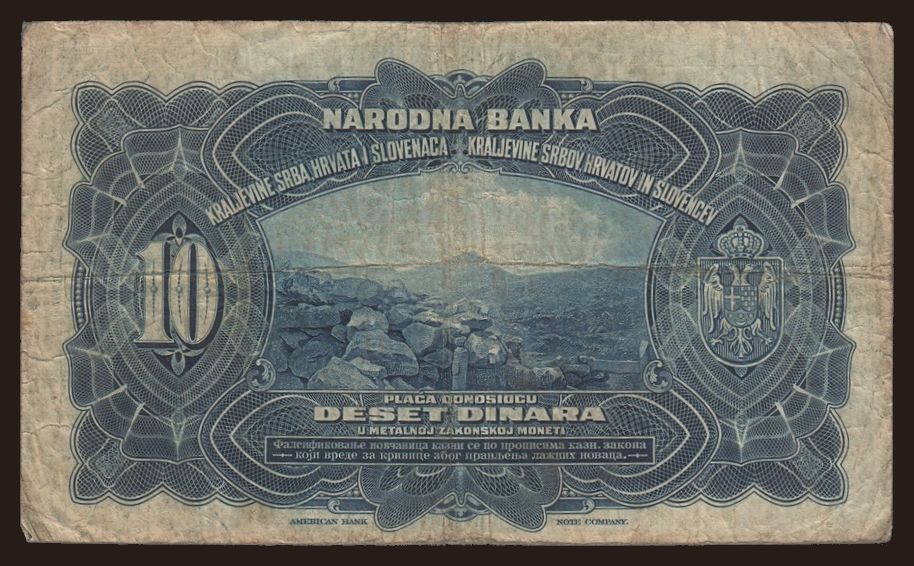 NARODNA BANKA
KRALJEVINE SRBA, HRVATA I SLOVENACA
KRALJEVINE SRBOV, HRVATOV IN SLOVENCEV
10
PLAĆA DONOSIOCU
DESET DINARA
U METALNOJ ZAKONSKOJ MONETI
Фалсификовање новчаница казни се по прописима казн. закона
који вреде за кривице због прављења лажних новаца.
AMERICAN BANK NOTE COMPANY.